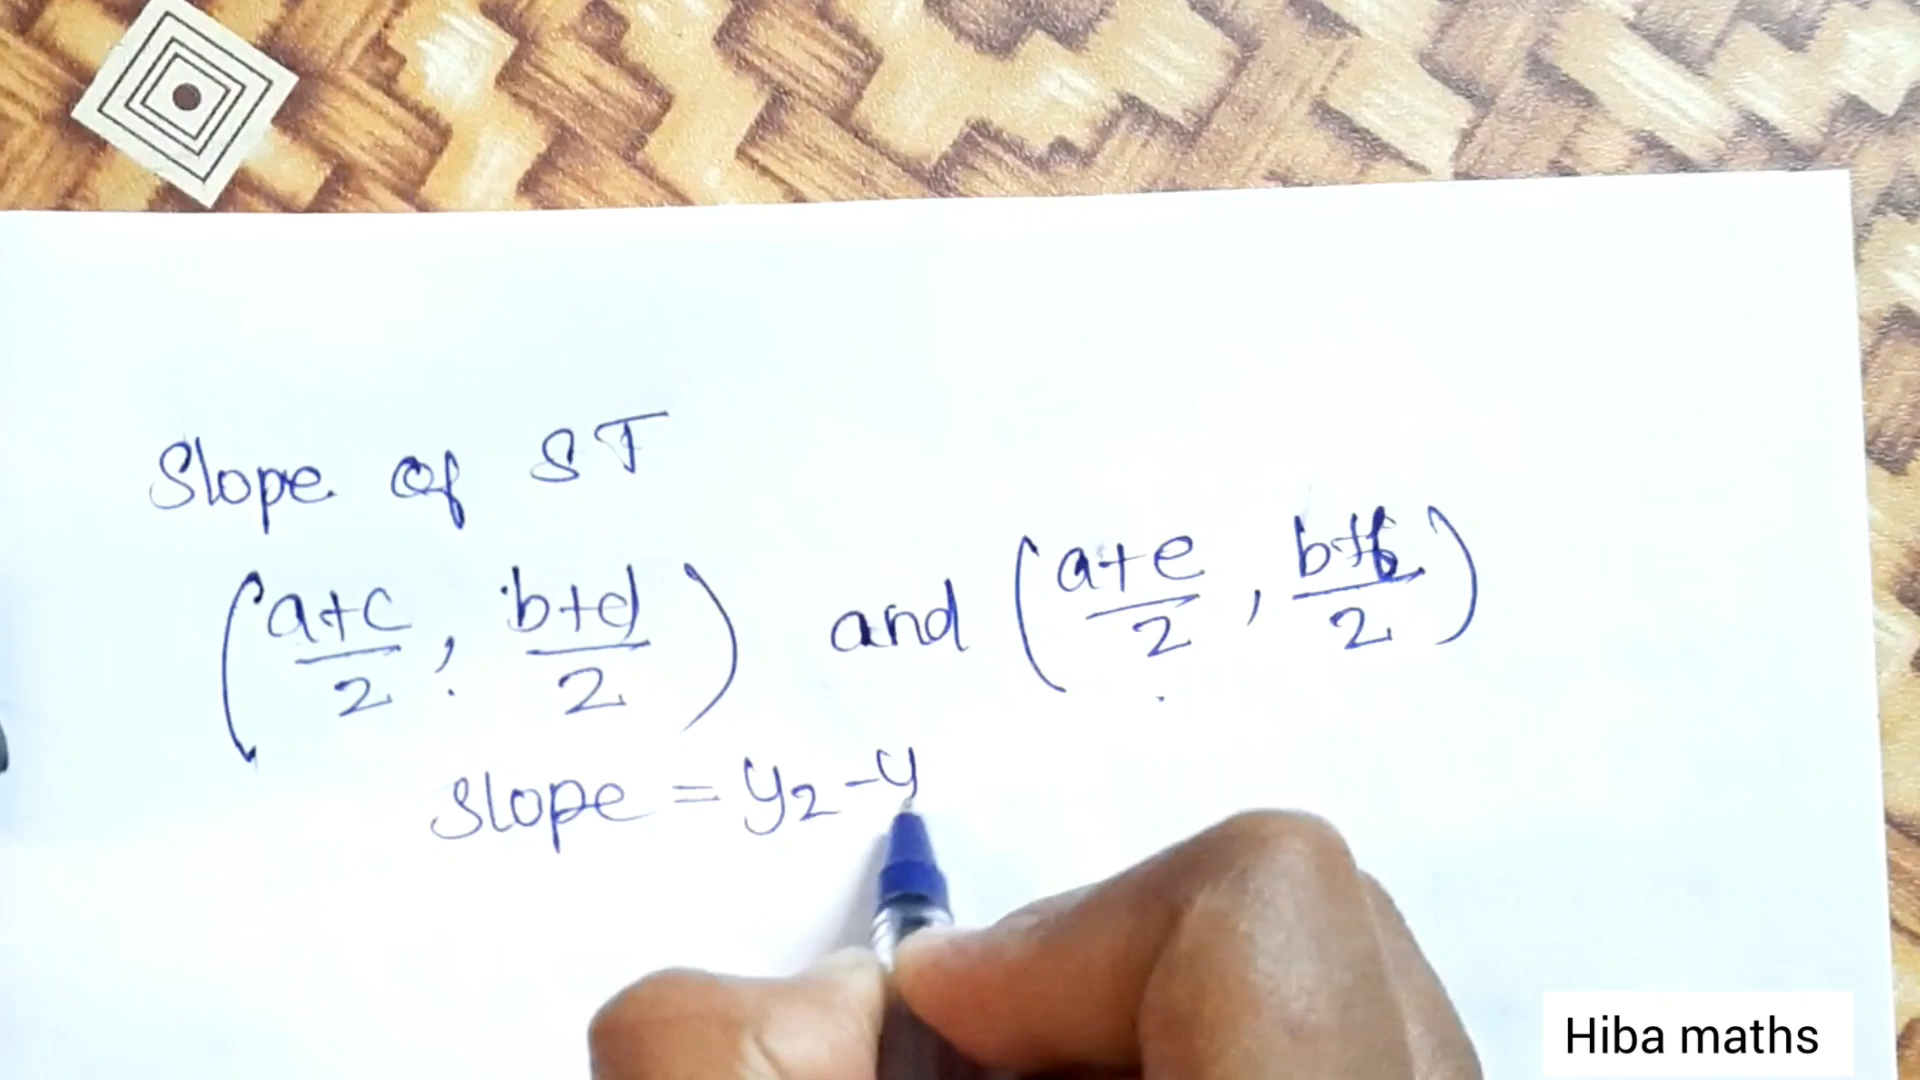 Slope of ST
(a+c/2, b+d/2) and (a+e/2, b+f/2)
Slope = y₂-y
Hiba maths